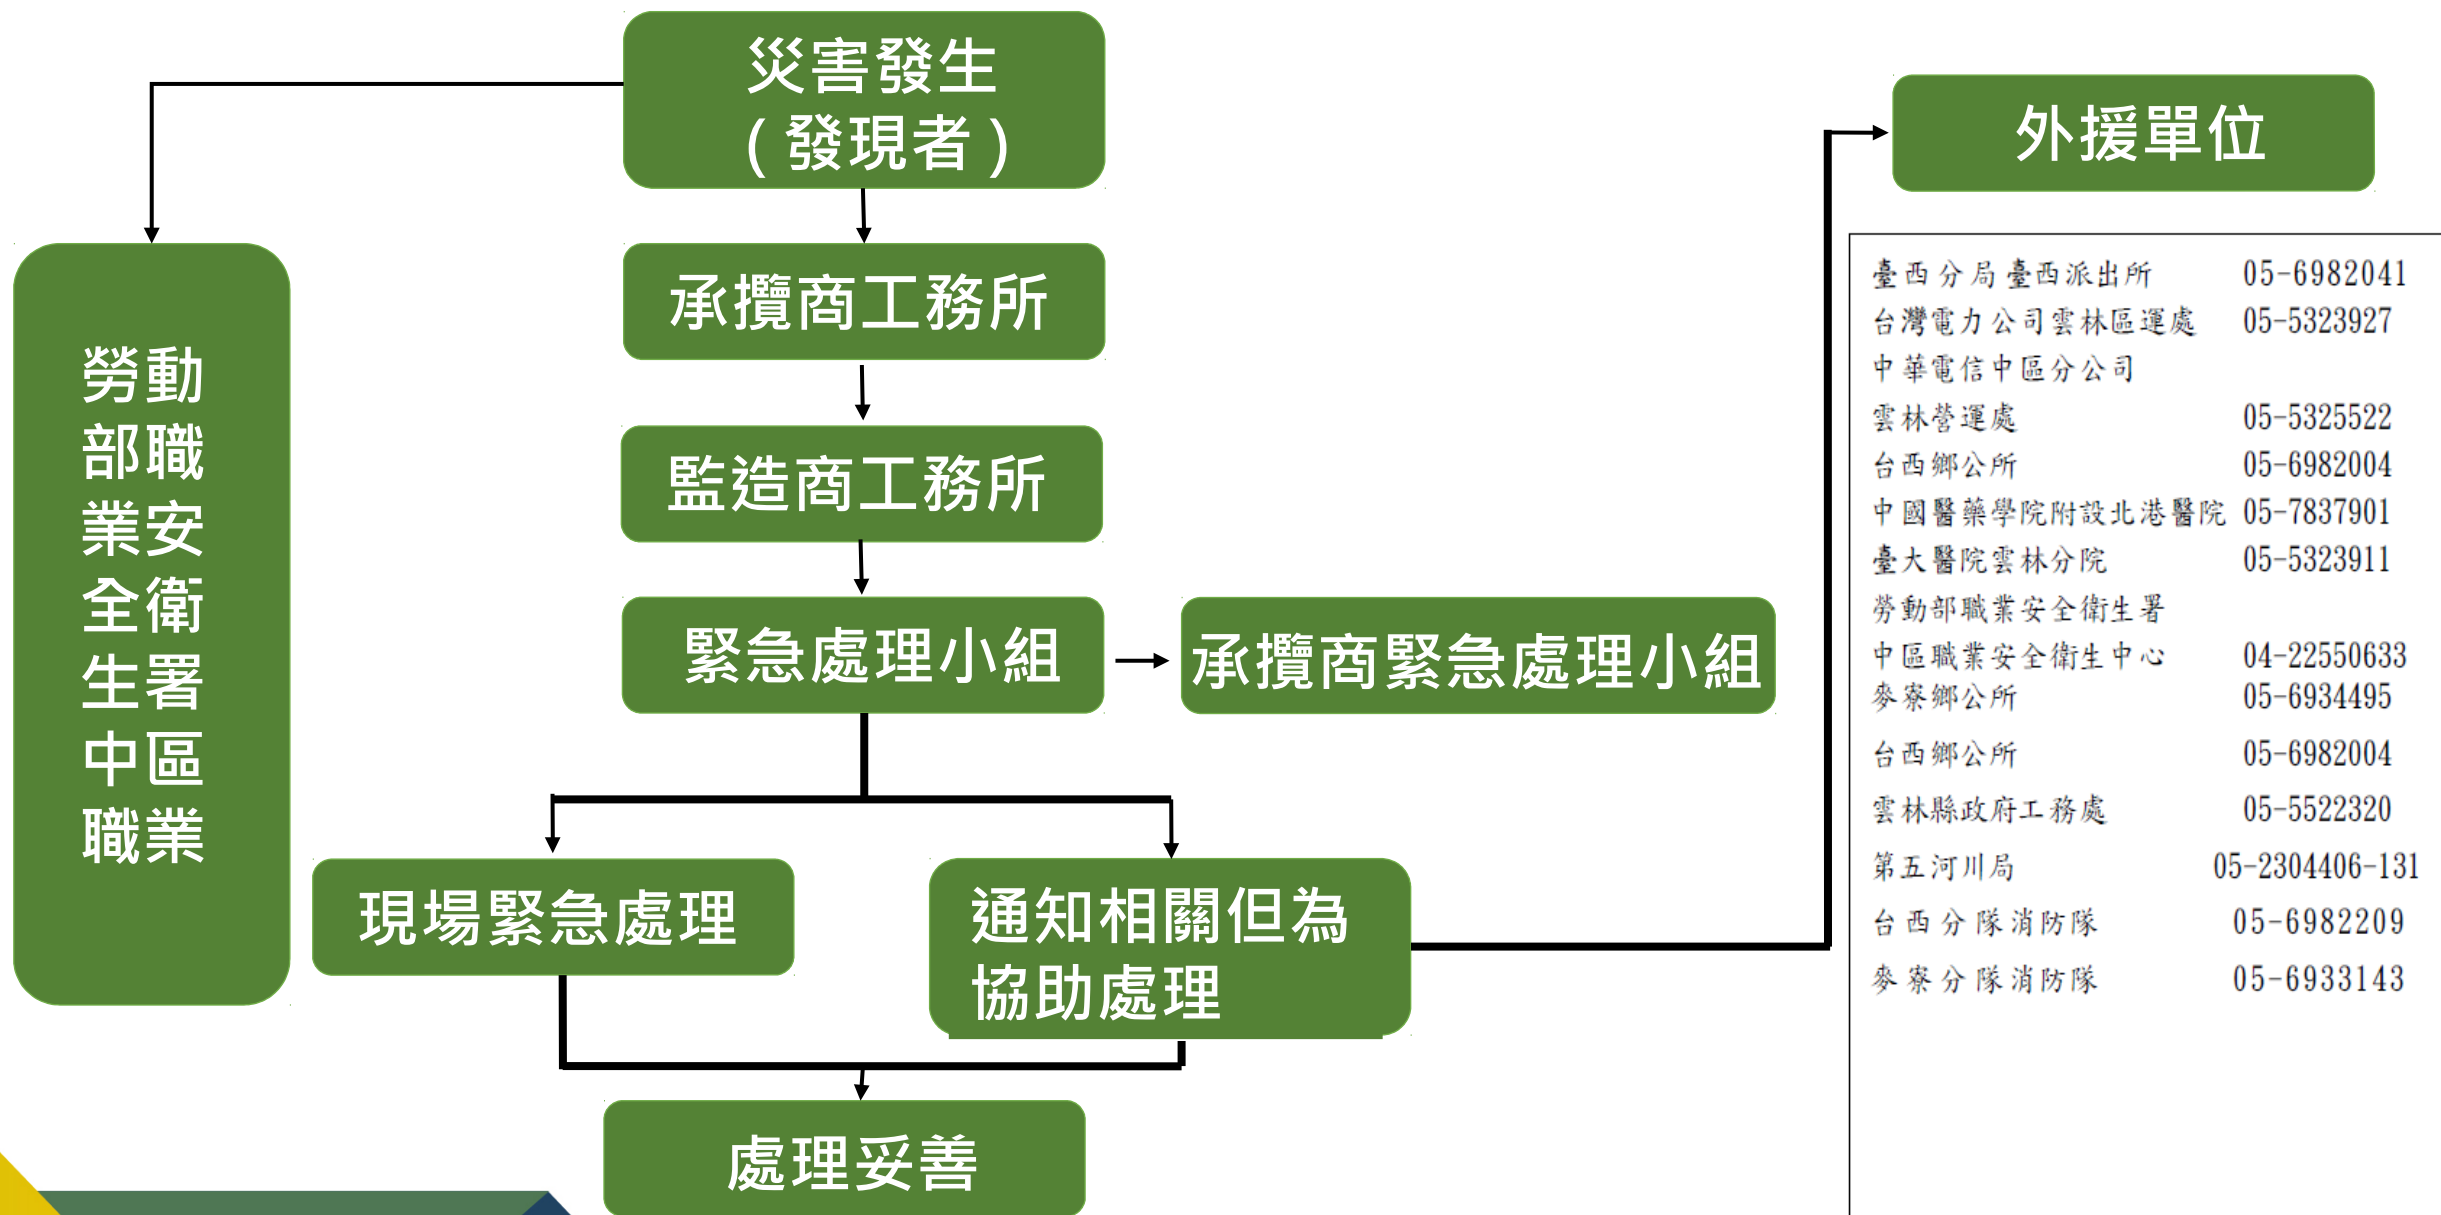 災害發生
(發現者)
承攬商工務所
監造商工務所
緊急處理小組
承攬商緊急處理小組
現場緊急處理
通知相關但為
協助處理
處理妥善
勞動
部職
業安
全衛
生署
中區
職業
外援單位
臺西分局臺西派出所 05-6982041
台灣電力公司雲林區運處 05-5323927
中華電信中區分公司
雲林營運處 05-5325522
台西鄉公所 05-6982004
中國醫藥學院附設北港醫院 05-7837901
臺大醫院雲林分院 05-5323911
勞動部職業安全衛生署
中區職業安全衛生中心 04-22550633
麥寮鄉公所 05-6934495
台西鄉公所 05-6982004
雲林縣政府工務處 05-5522320
第五河川局 05-2304406-131
台西分隊消防隊 05-6982209
麥寮分隊消防隊 05-6933143